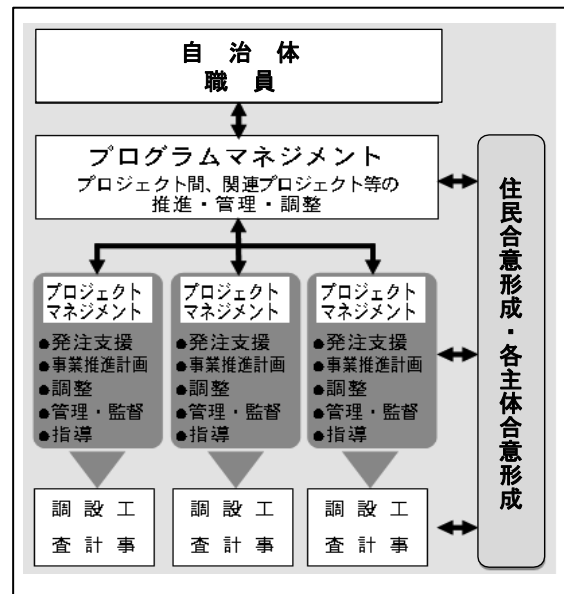 自治体
職員
プログラムマネジメント
プロジェクト間、関連プロジェクト等の
推進・管理・調整
プロジェクト
マネジメント
●発注支援
●事業推進計画
●調整
●管理・監督
●指導
プロジェクト
マネジメント
●発注支援
●事業推進計画
●調整
●管理・監督
●指導
プロジェクト
マネジメント
●発注支援
●事業推進計画
●調整
●管理・監督
●指導
調設工
査計事
調設工
査計事
調設工
査計事
住民合意形成・各主体合意形成